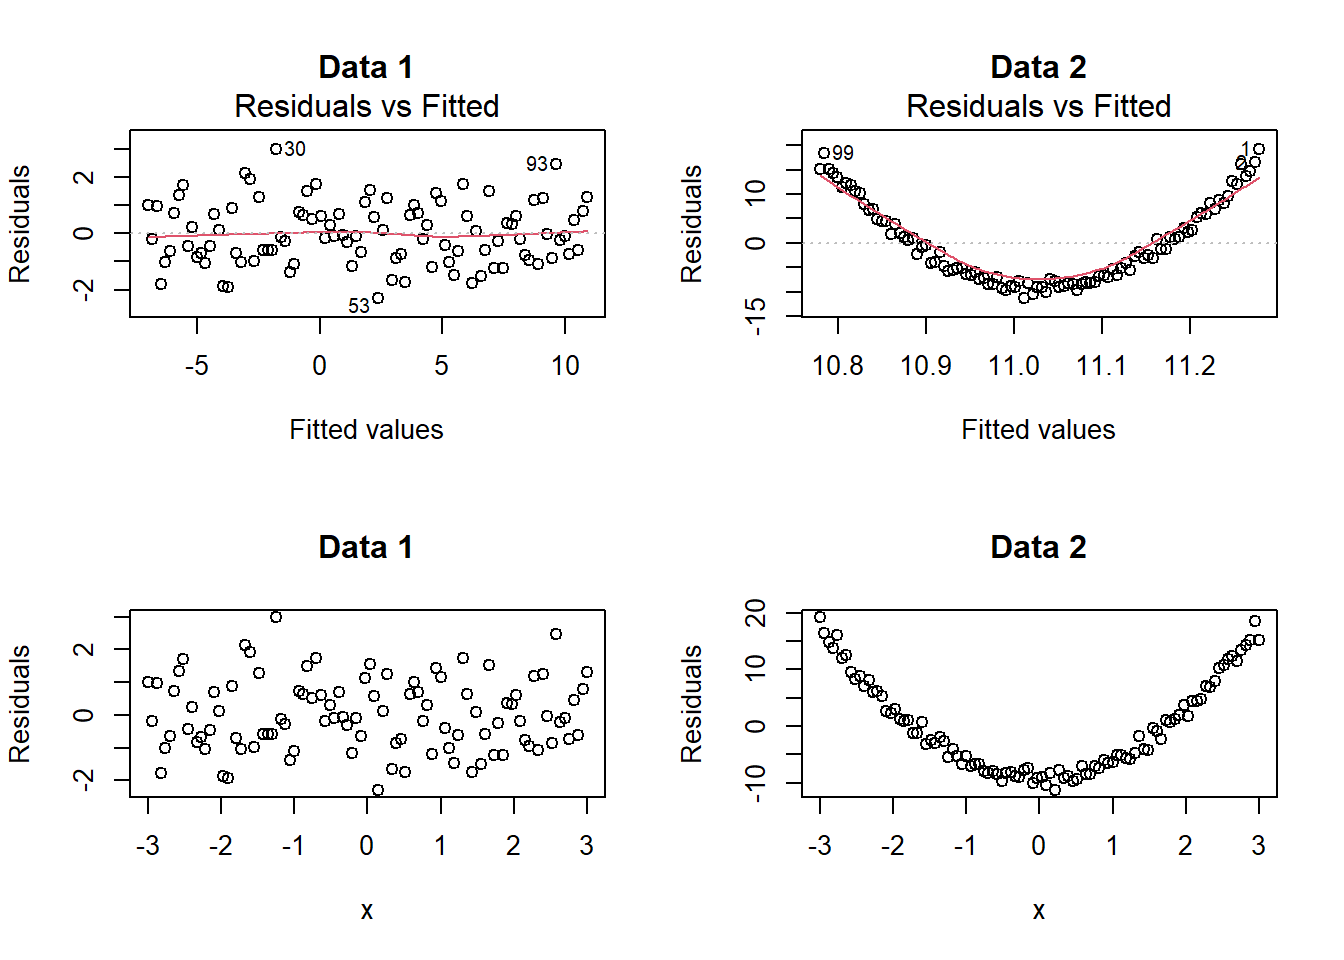 Data 1
Residuals vs Fitted
Residuals
2
0
-2
30
93
53
-5
0
5
10
Fitted values
Data 2
Residuals vs Fitted
Residuals
10
0
-15
99
1
10.8
10.9
11.0
11.1
11.2
Fitted values
Data 1
Residuals
2
0
-2
-3
-2
-1
0
1
2
3
x
Data 2
Residuals
20
10
0
-10
-3
-2
-1
0
1
2
3
x